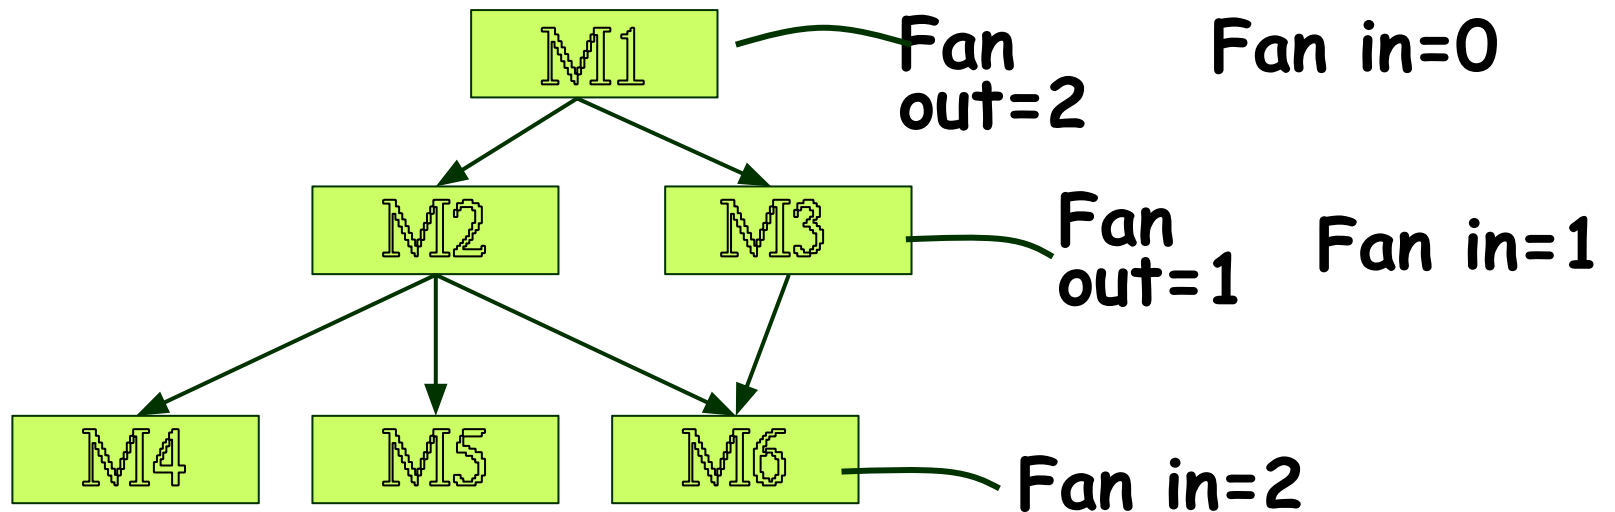 M1
Fan
out=2
Fan in=0
M2
M3
Fan
out=1
Fan in=1
M4
M5
M6
Fan in=2